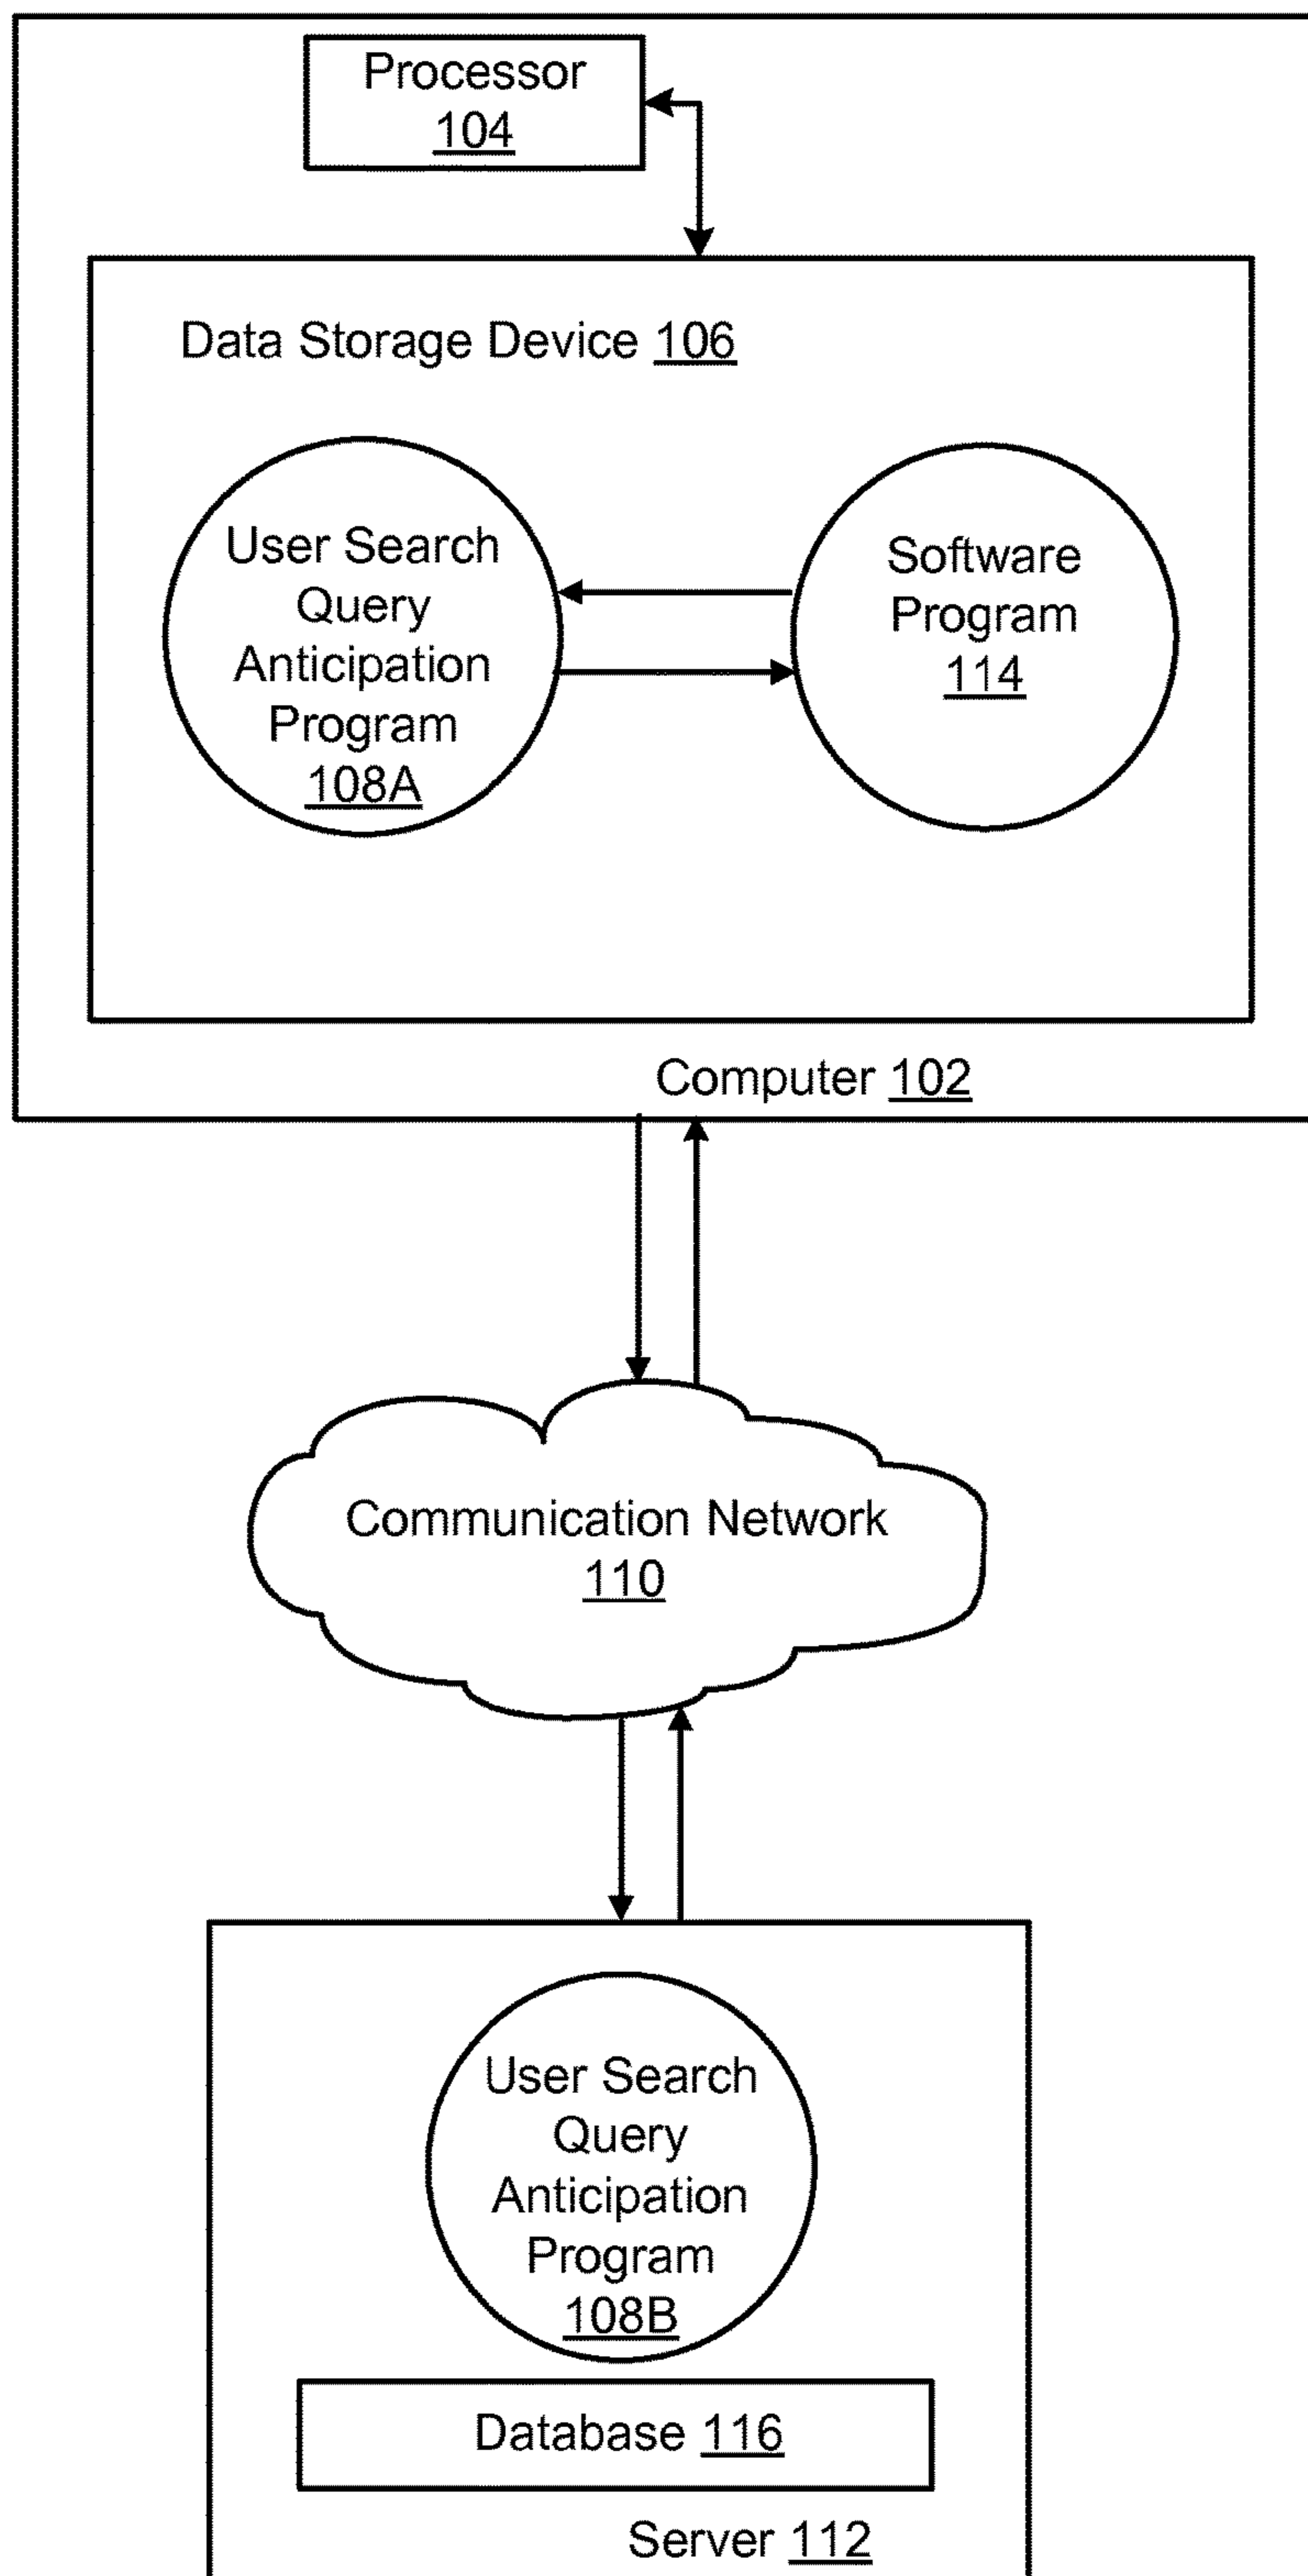 Processor
104
Data Storage Device 106
User Search
Query
Anticipation
Program
108A
Software
Program
114
Computer 102
Communication Network
110
User Search
Query
Anticipation
Program
108B
Database 116
Server 112